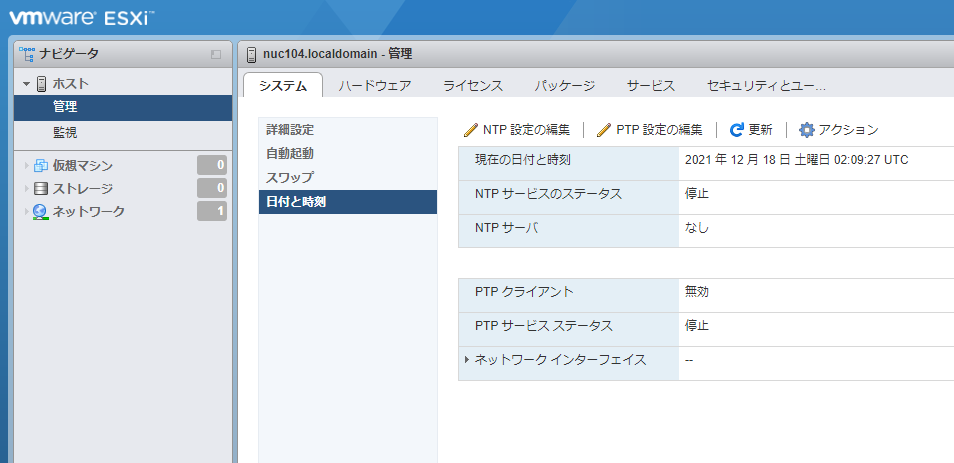 vmware ESXi™
ナビゲータ
ホスト
管理
監視
仮想マシン 0
ストレージ 0
ネットワーク 1
nuc104.localdomain - 管理
システム ハードウェア ライセンス パッケージ サービス セキュリティとユー...
詳細設定
自動起動
スワップ
日付と時刻
NTP 設定の編集 PTP 設定の編集 更新 アクション
現在の日付と時刻 2021 年 12 月 18 日 土曜日 02:09:27 UTC
NTP サービスのステータス 停止
NTP サーバ なし
PTP クライアント 無効
PTP サービス ステータス 停止
ネットワーク インターフェイス --